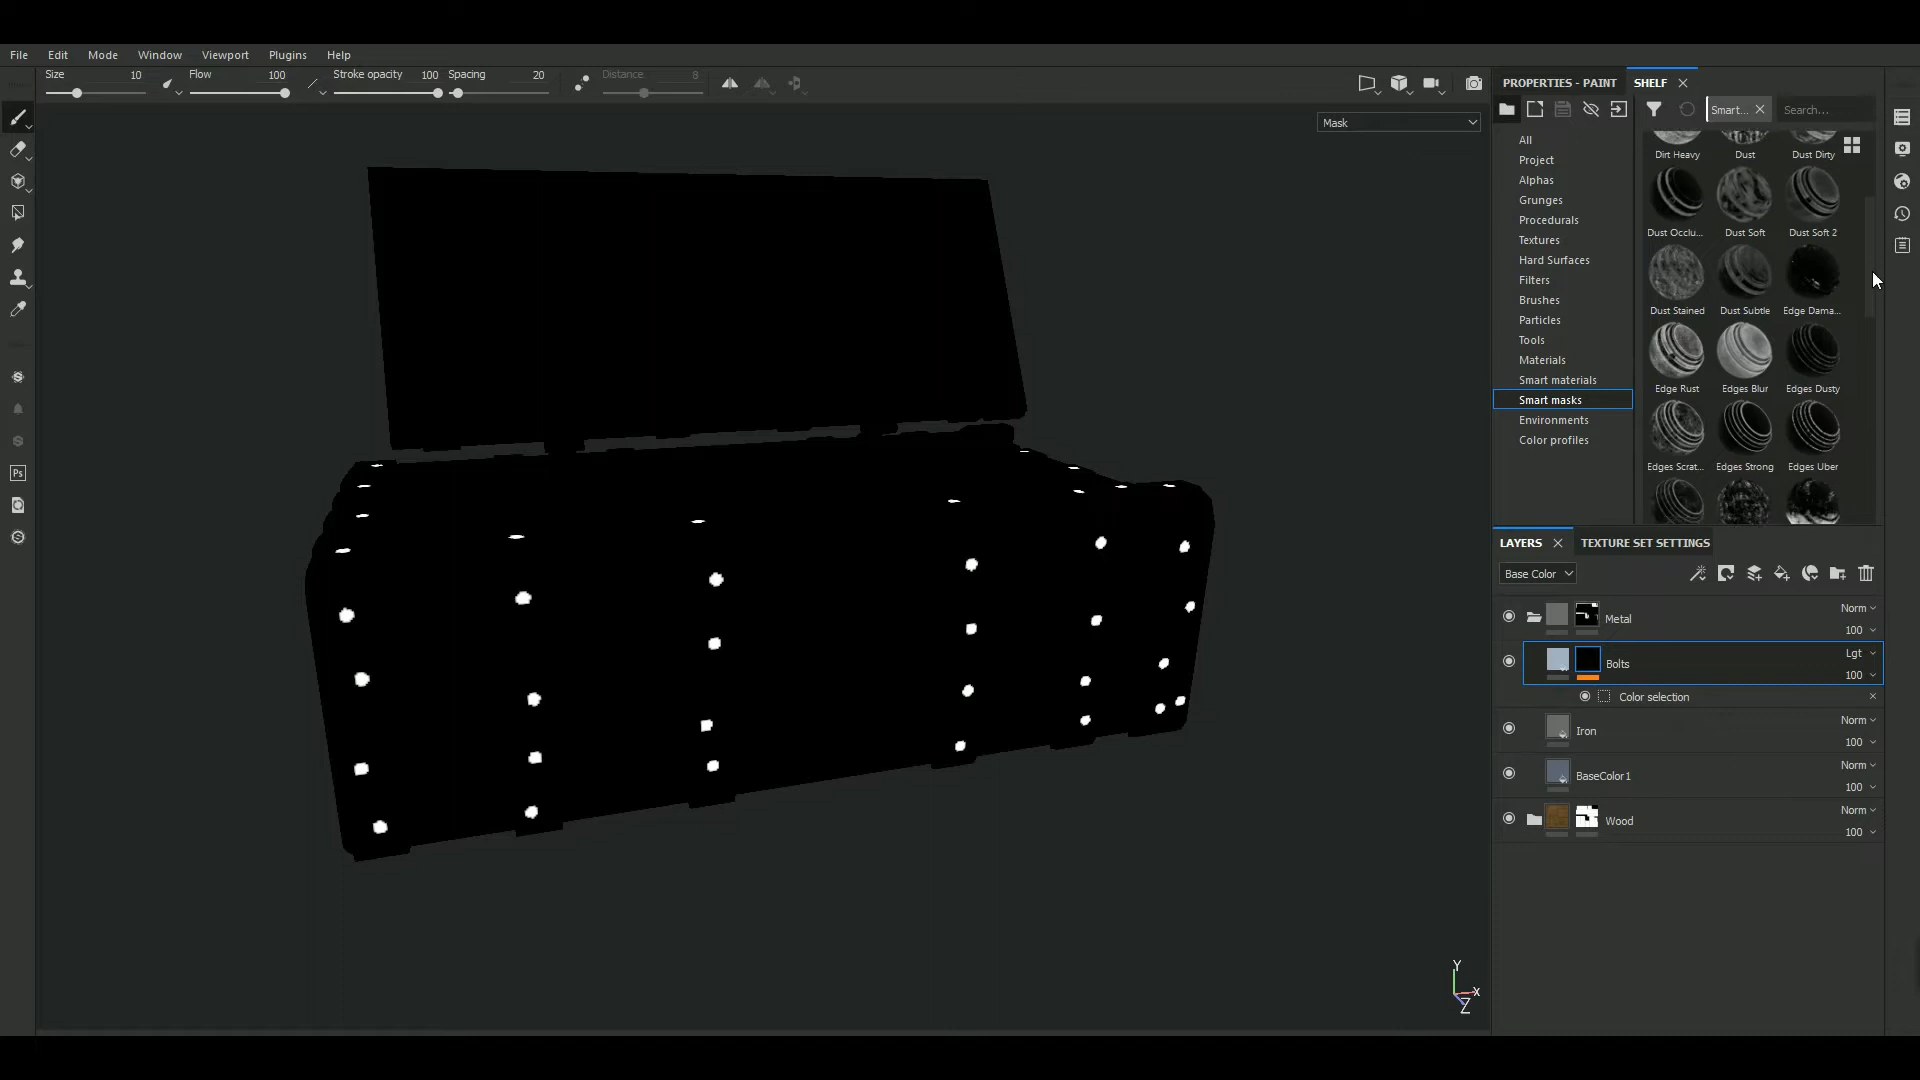 File Edit Mode Window Viewport Plugins Help
Size 10 Flow 100 Stroke opacity 100 Spacing 20 Distance 8
Mask
PROPERTIES - PAINT SHELF
Smart... Search...
All
Project
Alphas
Grunges
Procedurals
Textures
Hard Surfaces
Filters
Brushes
Particles
Tools
Materials
Smart materials
Smart masks
Environments
Color profiles
Dirt Heavy Dust Dust Dirty
Dust Occlu... Dust Soft Dust Soft 2
Dust Stained Dust Subtle Edge Dama...
Edge Rust Edges Blur Edges Dusty
Edges Scrat... Edges Strong Edges Uber
LAYERS TEXTURE SET SETTINGS
Base Color
Metal Norm
100
Bolts Lgt
100
Color selection
Iron Norm
100
BaseColor1 Norm
100
Wood Norm
100
Ps
Y
X
Z